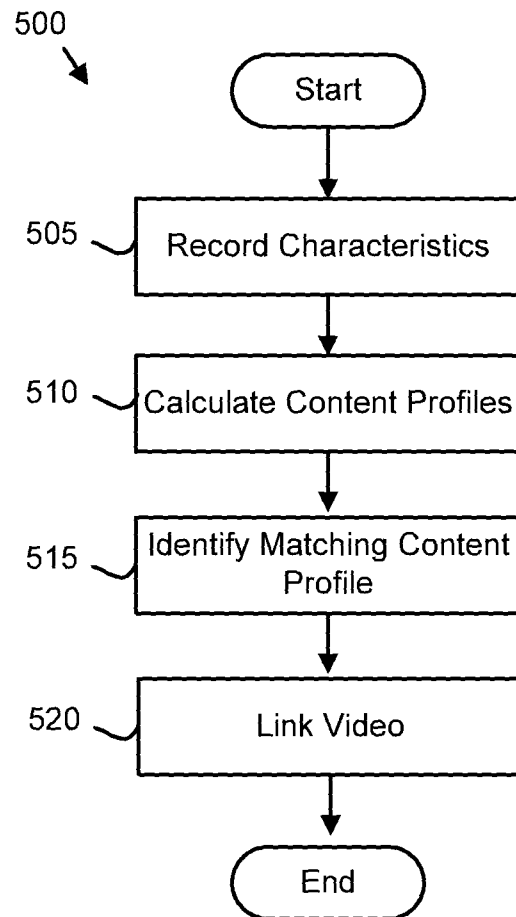 500
Start
505
Record Characteristics
510
Calculate Content Profiles
515
Identify Matching Content
Profile
520
Link Video
End